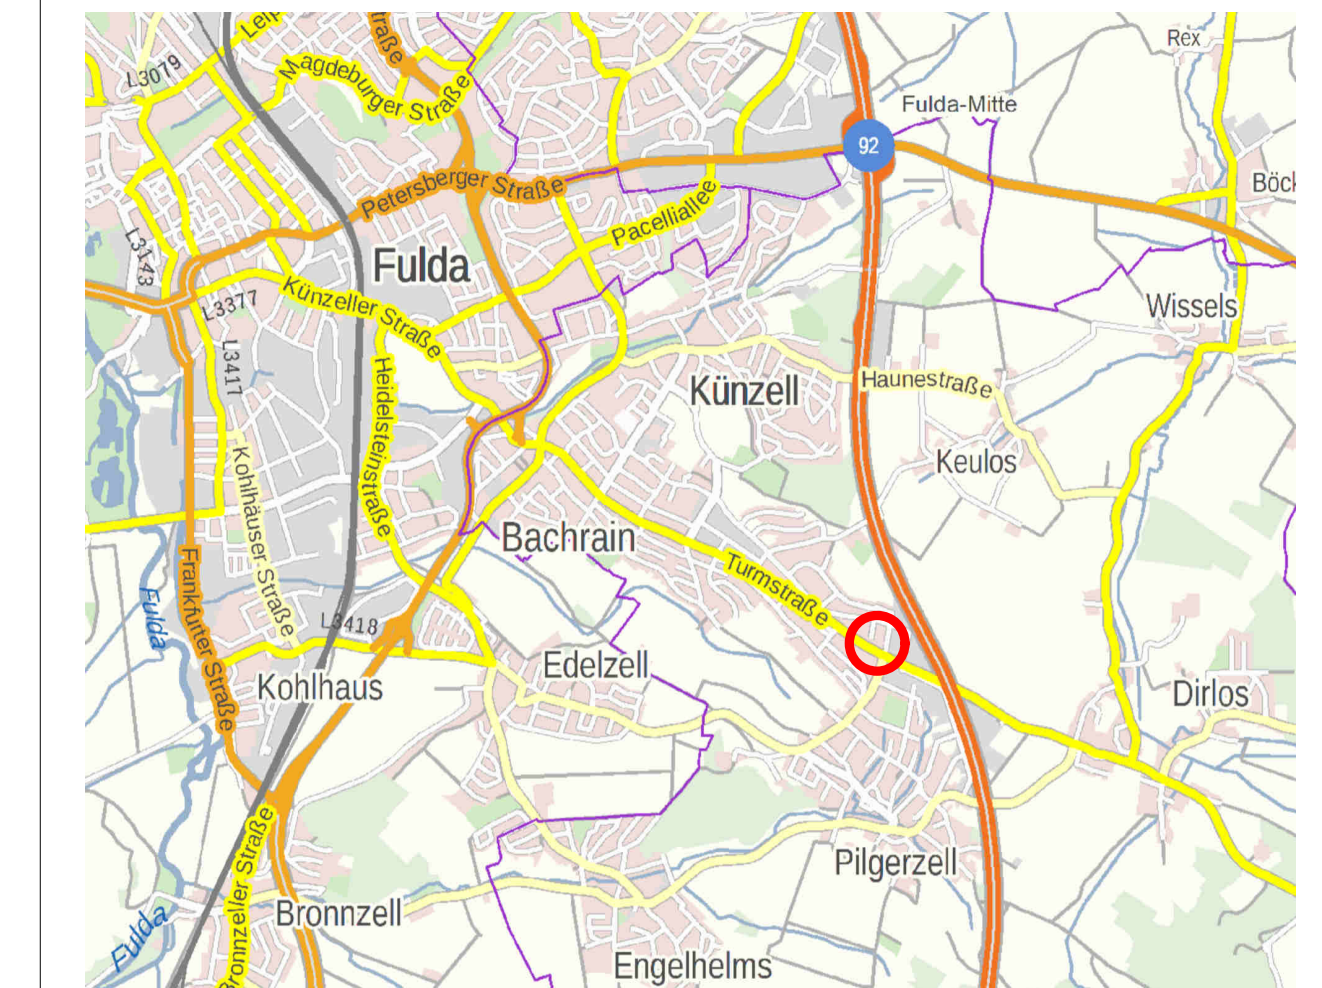 Leip
traße
Rex
L3079
Magdeburger Straße
Fulda-Mitte
92
Petersberger Straße
Böck
Pacelliallee
L3143
Fulda
Künzeller Straße
L3377
Wissels
L3417
Heidelsteinstraße
Künzell
Haunestraße
Kohlhäuser Straße
Keulos
Bachrain
Frankfurter Straße
Turmstraße
Fulda
L3418
Edelzell
Kohlhaus
Dirlos
Pilgerzell
Bronnzeller Straße
Bronnzell
Fulda
Engelhelms